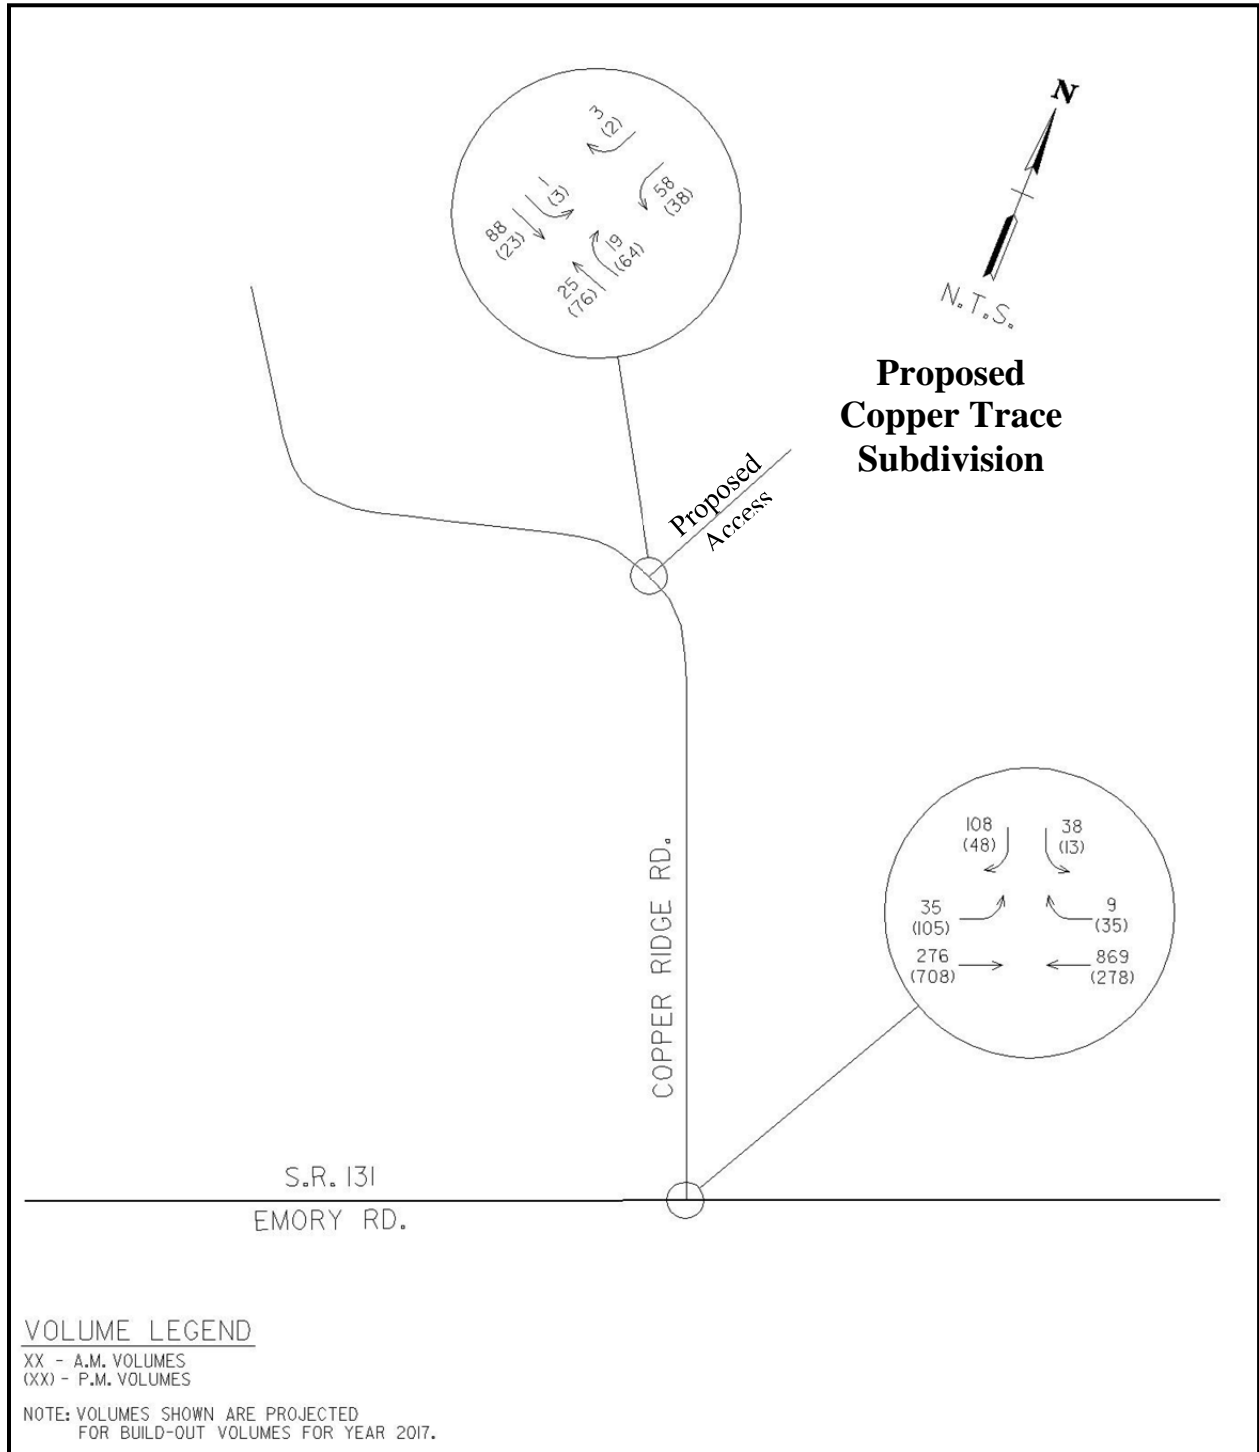 N
N.T.S.
3
(2)
1
(3)
58
(38)
88
(23)
19
(64)
25
(76)
Proposed
Copper Trace
Subdivision
Proposed
Access
COPPER RIDGE RD.
108
(48)
38
(13)
35
(105)
9
(35)
276
(708)
869
(278)
S.R. 131
EMORY RD.
VOLUME LEGEND
XX - A.M. VOLUMES
(XX) - P.M. VOLUMES
NOTE: VOLUMES SHOWN ARE PROJECTED
FOR BUILD-OUT VOLUMES FOR YEAR 2017.